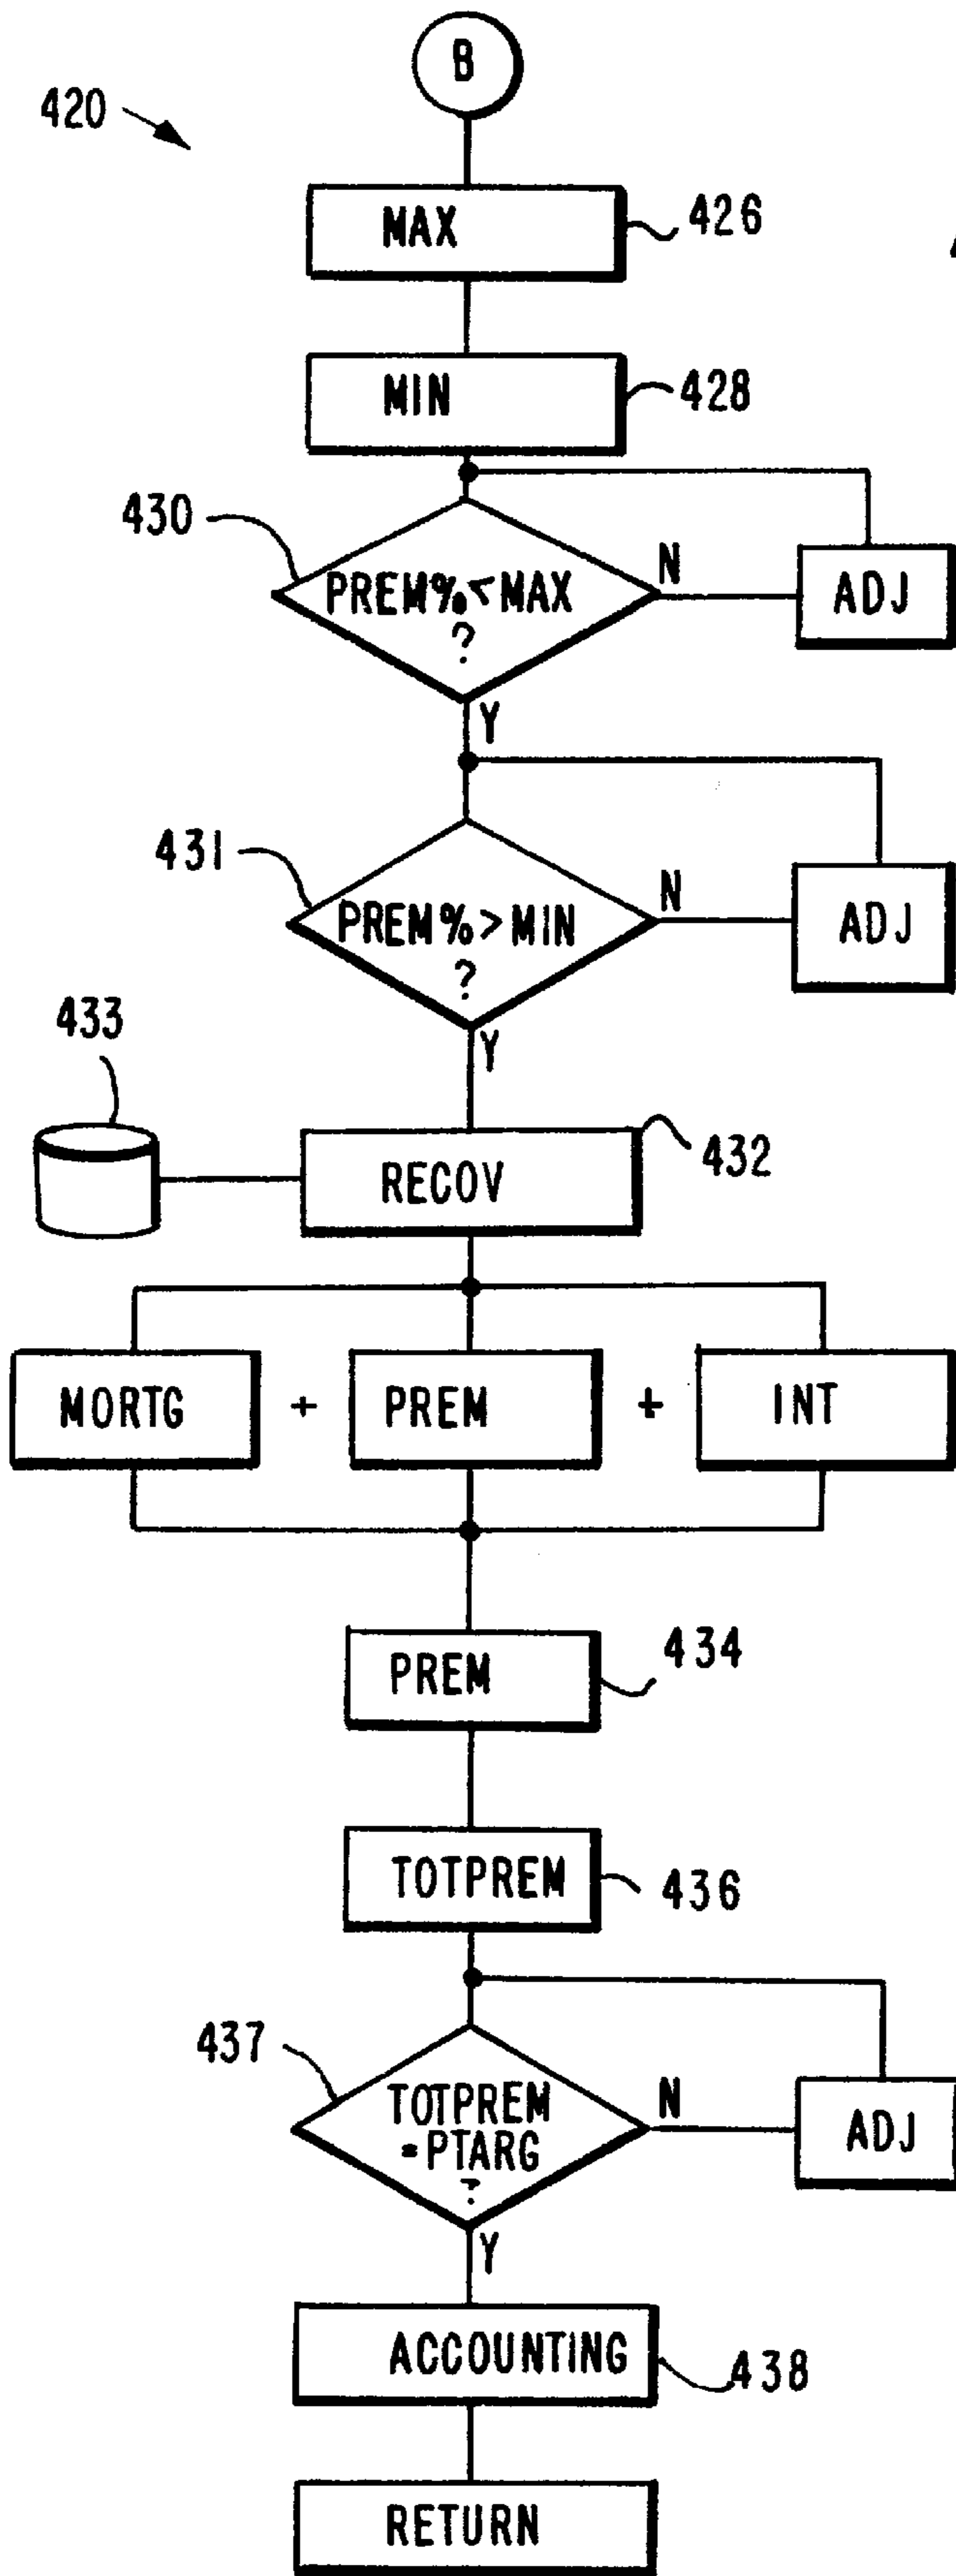 B
420
MAX
426
MIN
428
430
PREM%<MAX
?
N
ADJ
Y
431
PREM%>MIN
?
N
ADJ
Y
433
RECOV
432
MORTG + PREM + INT
PREM
434
TOTPREM
436
437
TOTPREM
=PTARG
?
N
ADJ
Y
ACCOUNTING
438
RETURN